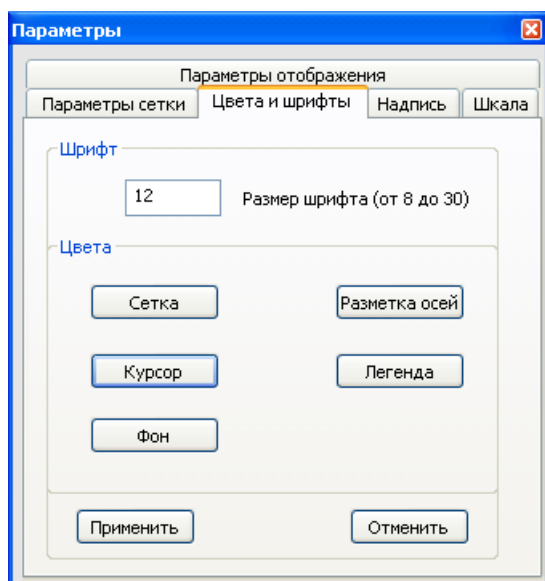 Параметры
Параметры отображения
Параметры сетки Цвета и шрифты Надпись Шкала
Шрифт
12 Размер шрифта (от 8 до 30)
Цвета
Сетка Разметка осей
Курсор Легенда
Фон
Применить Отменить